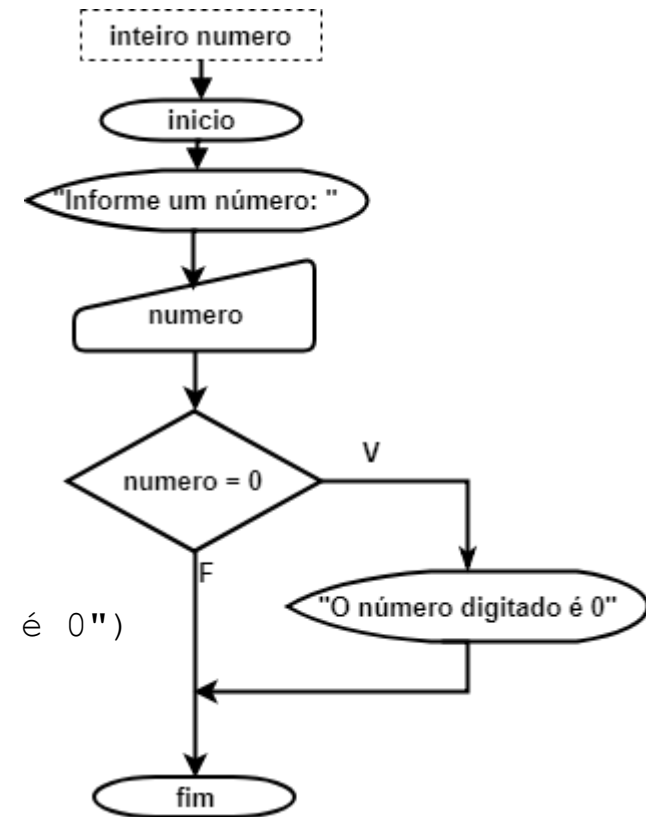 inteiro numero
inicio
"Informe um número: "
numero
numero = 0
V
F
"O número digitado é 0"
é 0")
fim